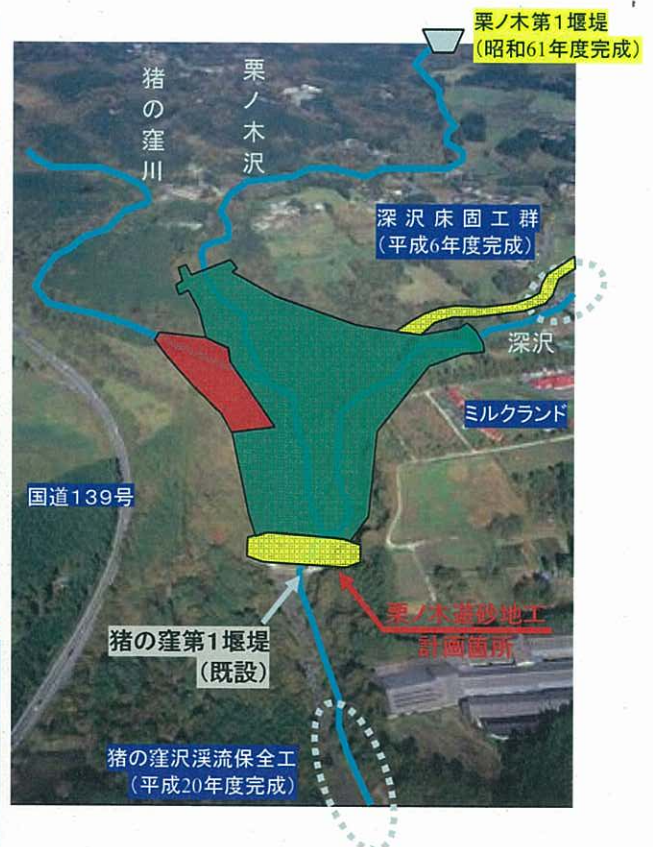 栗ノ木第1堰堤
(昭和61年度完成)
猪の窪川
栗ノ木沢
深沢床固工群
(平成6年度完成)
深沢
ミルクランド
国道139号
栗ノ木遊砂地工
計画箇所
猪の窪第1堰堤
(既設)
猪の窪沢渓流保全工
(平成20年度完成)